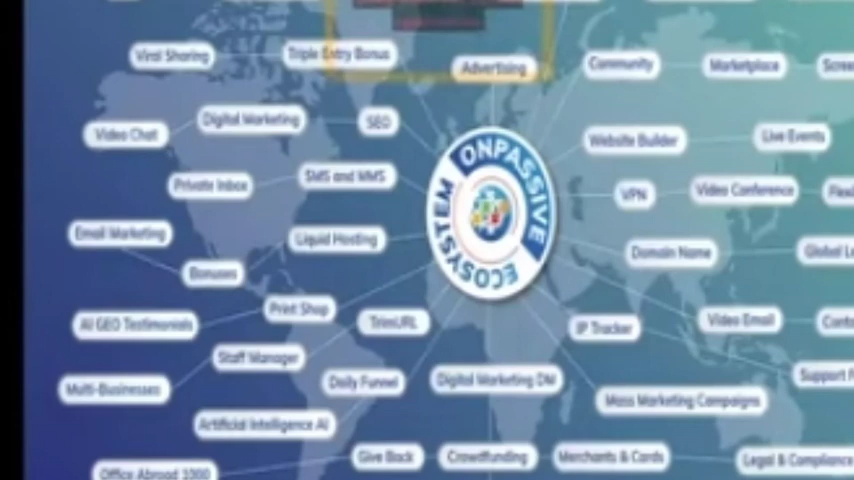 Viral Sharing
Triple Entry Bonus
Advertising
Community
Marketplace
Video Chat
Digital Marketing
SEO
Website Builder
Live Events
Private Inbox
SMS and MMS
VPN
Video Conference
ONPASSIVE
ECOSYSTEM
Email Marketing
Liquid Hosting
Domain Name
Bonuses
Print Shop
AI GEO Testimonials
TrimURL
IP Tracker
Video Email
Staff Manager
Support
Multi-Businesses
Daily Funnel
Digital Marketing DM
Mass Marketing Campaigns
Artificial Intelligence AI
Give Back
Crowdfunding
Merchants & Cards
Legal & Compliance
Office Abroad 1000